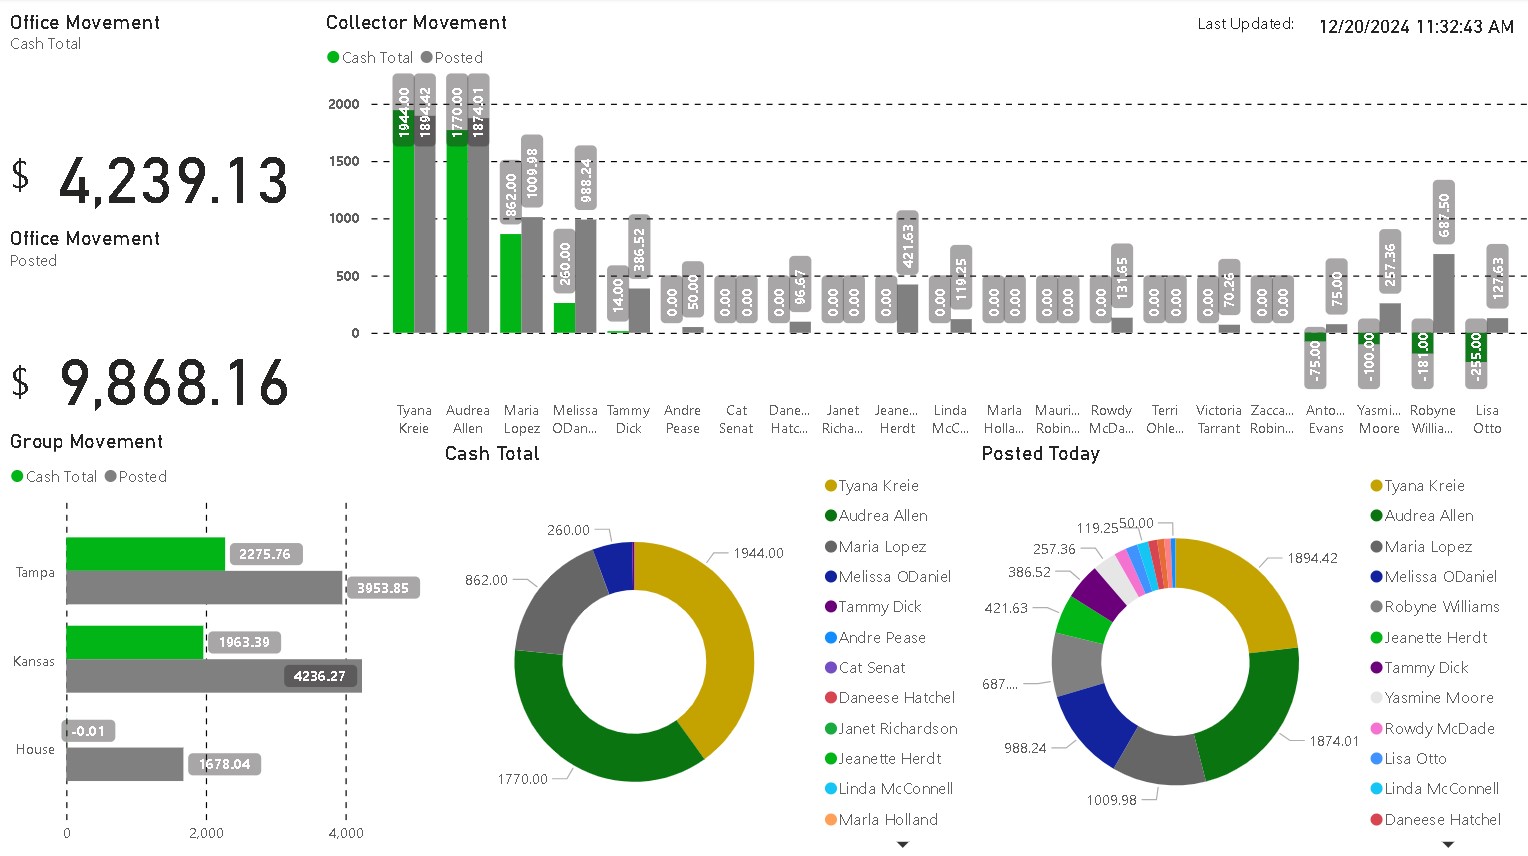 Office Movement
Cash Total
$ 4,239.13
Office Movement
Posted
$ 9,868.16
Collector Movement
Last Updated: 12/20/2024 11:32:43 AM
Cash Total Posted
2000
1500
1000
500
0
1944.00 1894.42 1770.00 1874.01 862.00 1009.98 260.00 988.24 14.00 386.52 0.00 50.00 0.00 0.00 0.00 96.67 0.00 0.00 0.00 421.63 0.00 119.25 0.00 0.00 0.00 0.00 0.00 131.65 0.00 0.00 0.00 70.26 0.00 0.00 -75.00 75.00 -100.00 257.36 -181.00 687.50 -255.00 127.63
Tyana Audrea Maria Melissa Tammy Andre Cat Dane... Janet Jeane... Linda Marla Mauri... Rowdy Terri Victoria Zacca... Anto... Yasmi... Robyne Lisa
Kreie Allen Lopez ODan... Dick Pease Senat Hatc... Richa... Herdt McC... Holla... Robin... McDa... Ohle... Tarrant Robin... Evans Moore Willia... Otto
Group Movement
Cash Total Posted
Tampa
2275.76
3953.85
Kansas
1963.39
4236.27
House
-0.01
1678.04
0 2,000 4,000
Cash Total
260.00
1944.00
862.00
1770.00
Tyana Kreie
Audrea Allen
Maria Lopez
Melissa ODaniel
Tammy Dick
Andre Pease
Cat Senat
Daneese Hatchel
Janet Richardson
Jeanette Herdt
Linda McConnell
Marla Holland
Posted Today
119.25 50.00
257.36
386.52
421.63
687....
988.24
1009.98
1894.42
1874.01
Tyana Kreie
Audrea Allen
Maria Lopez
Melissa ODaniel
Robyne Williams
Jeanette Herdt
Tammy Dick
Yasmine Moore
Rowdy McDade
Lisa Otto
Linda McConnell
Daneese Hatchel